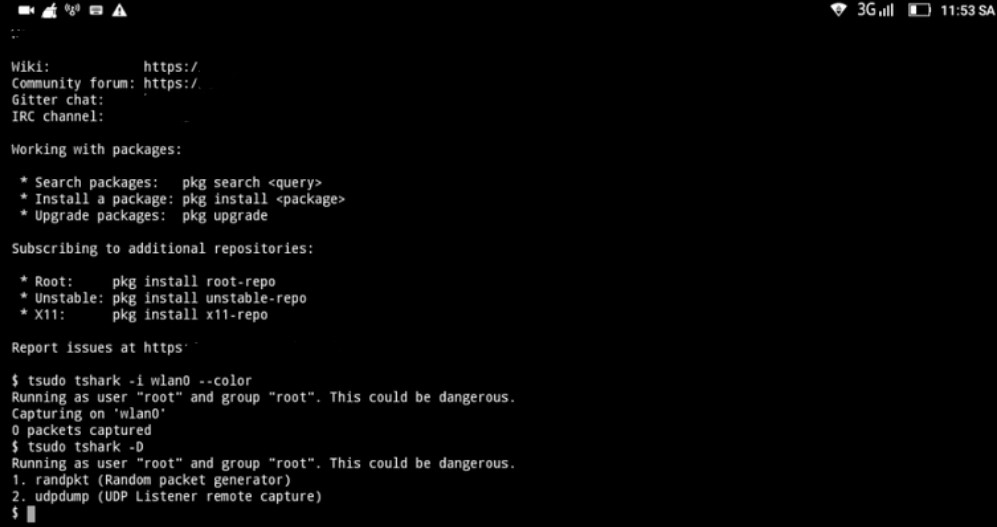 3G 11:53 SA
Wiki: https:/
Community forum: https:/
Gitter chat:
IRC channel:
Working with packages:
* Search packages: pkg search <query>
* Install a package: pkg install <package>
* Upgrade packages: pkg upgrade
Subscribing to additional repositories:
* Root: pkg install root-repo
* Unstable: pkg install unstable-repo
* X11: pkg install x11-repo
Report issues at https
$ tsudo tshark -i wlan0 --color
Running as user "root" and group "root". This could be dangerous.
Capturing on 'wlan0'
0 packets captured
$ tsudo tshark -D
Running as user "root" and group "root". This could be dangerous.
1. randpkt (Random packet generator)
2. udpdump (UDP Listener remote capture)
$